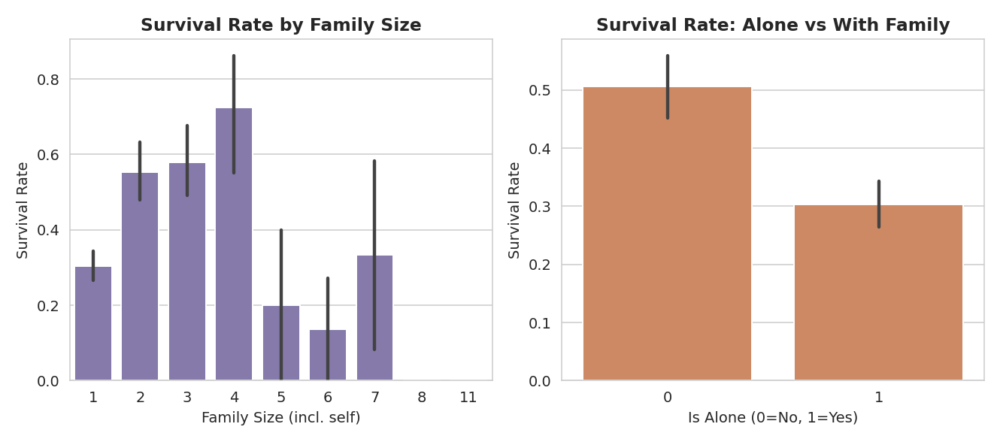 Survival Rate by Family Size
0.8
0.6
0.4
0.2
0.0
Survival Rate
1 2 3 4 5 6 7 8 11
Family Size (incl. self)
Survival Rate: Alone vs With Family
0.5
0.4
0.3
0.2
0.1
0.0
Survival Rate
0 1
Is Alone (0=No, 1=Yes)